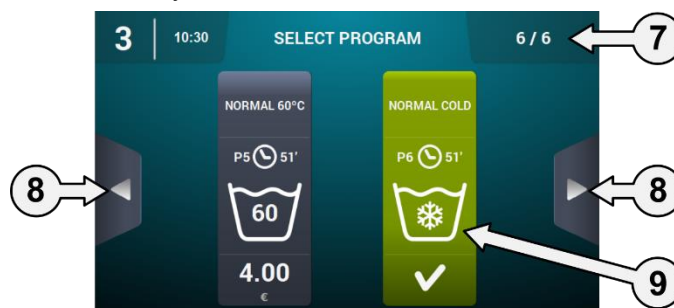 3 10:30 SELECT PROGRAM 6 / 6
7
NORMAL 60ºC NORMAL COLD
P5 51' P6 51'
8 8
60
4.00
€
9